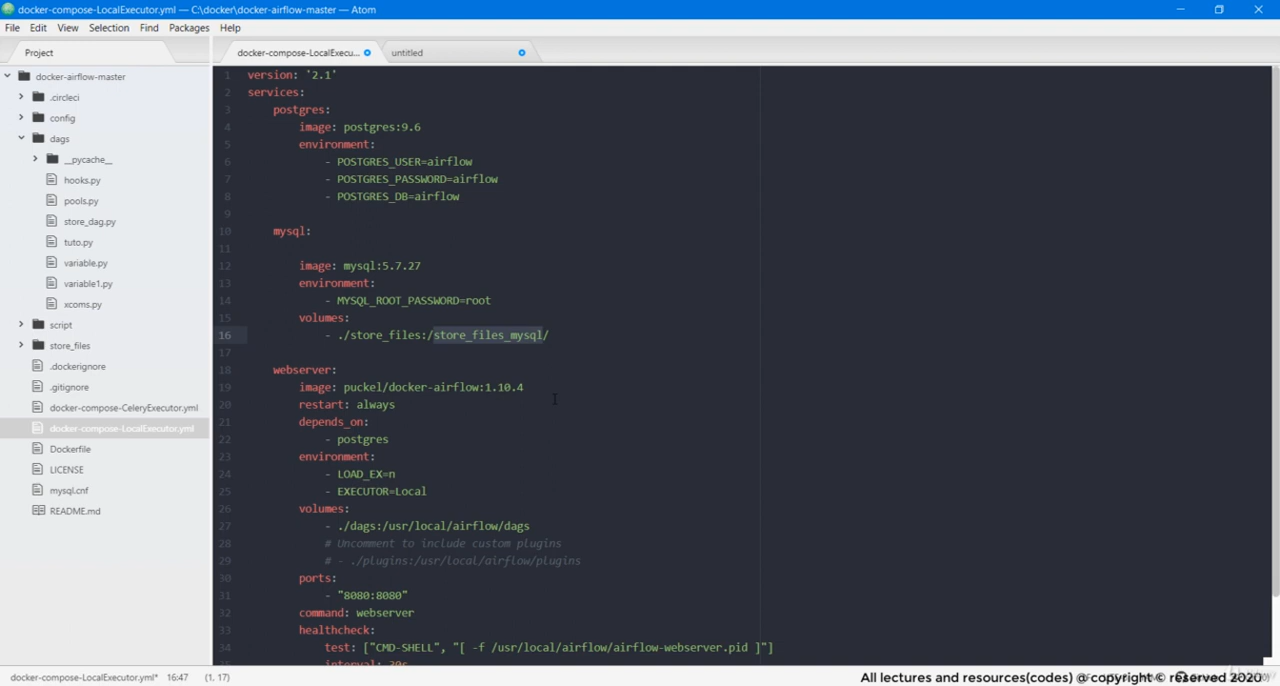 docker-compose-LocalExecutor.yml — C:\docker\docker-airflow-master — Atom
File Edit View Selection Find Packages Help
Project
docker-compose-LocalExecu...
untitled
docker-airflow-master
.circleci
config
dags
__pycache__
hooks.py
pools.py
store_dag.py
tuto.py
variable.py
variable1.py
xcoms.py
script
store_files
.dockerignore
.gitignore
docker-compose-CeleryExecutor.yml
docker-compose-LocalExecutor.yml
Dockerfile
LICENSE
mysql.cnf
README.md
1 version: '2.1'
2 services:
3 postgres:
4 image: postgres:9.6
5 environment:
6 - POSTGRES_USER=airflow
7 - POSTGRES_PASSWORD=airflow
8 - POSTGRES_DB=airflow
9
10 mysql:
11
12 image: mysql:5.7.27
13 environment:
14 - MYSQL_ROOT_PASSWORD=root
15 volumes:
16 - ./store_files:/store_files_mysql/
17
18 webserver:
19 image: puckel/docker-airflow:1.10.4
20 restart: always
21 depends_on:
22 - postgres
23 environment:
24 - LOAD_EX=n
25 - EXECUTOR=Local
26 volumes:
27 - ./dags:/usr/local/airflow/dags
28 # Uncomment to include custom plugins
29 # - ./plugins:/usr/local/airflow/plugins
30 ports:
31 - "8080:8080"
32 command: webserver
33 healthcheck:
34 test: ["CMD-SHELL", "[ -f /usr/local/airflow/airflow-webserver.pid ]"]
35 interval: 30s
docker-compose-LocalExecutor.yml* 16:47 (1, 17)
All lectures and resources(codes) @ copyright © reserved 2020